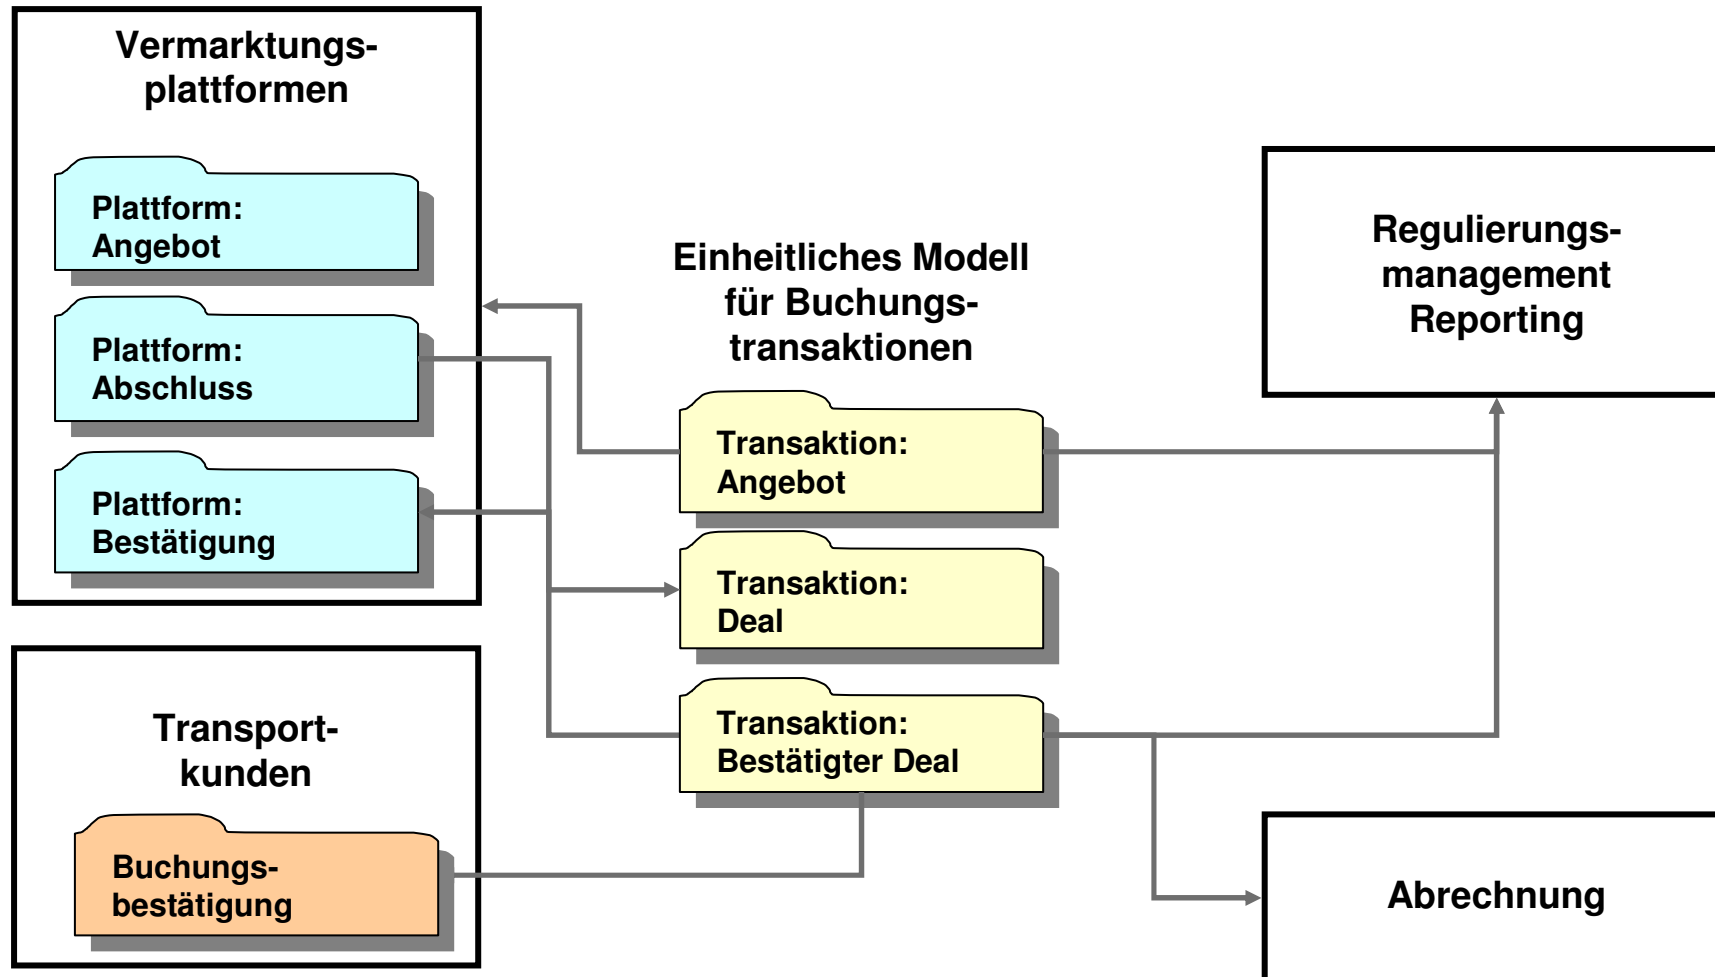 Vermarktungs-
plattformen
Plattform:
Angebot
Plattform:
Abschluss
Plattform:
Bestätigung
Transport-
kunden
Buchungs-
bestätigung
Einheitliches Modell
für Buchungs-
transaktionen
Transaktion:
Angebot
Transaktion:
Deal
Transaktion:
Bestätigter Deal
Regulierungs-
management
Reporting
Abrechnung